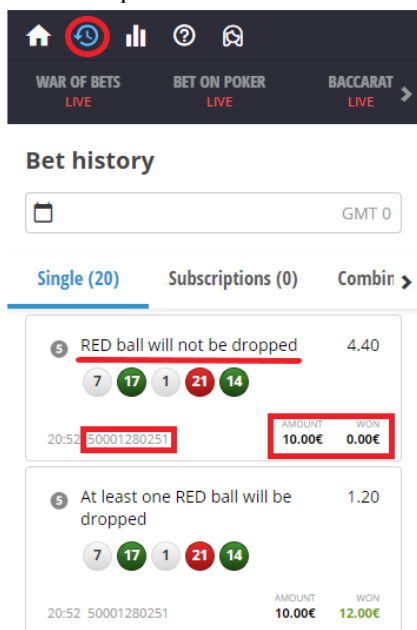 WAR OF BETS BET ON POKER BACCARAT
LIVE LIVE LIVE
Bet history
GMT 0
Single (20) Subscriptions (0) Combin
5 RED ball will not be dropped 4.40
7 17 1 21 14
AMOUNT WON
20:52 50001280251 10.00€ 0.00€
5 At least one RED ball will be 1.20
dropped
7 17 1 21 14
AMOUNT WON
20:52 50001280251 10.00€ 12.00€